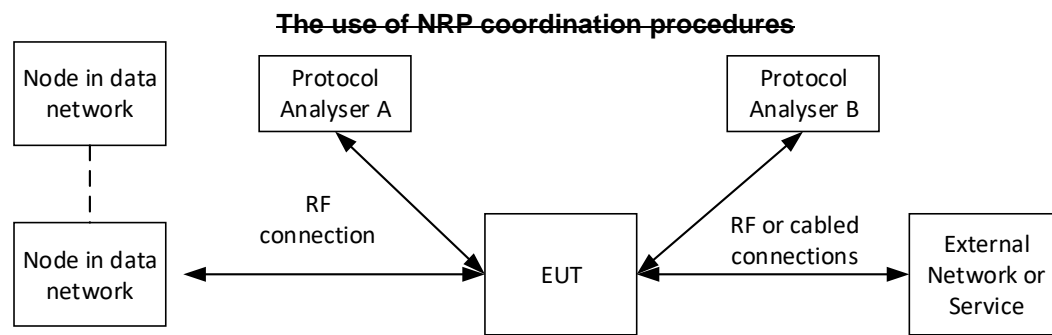 The use of NRP coordination procedures
Node in data
network
Protocol
Analyser A
Protocol
Analyser B
RF
connection
RF or cabled
connections
Node in data
network
EUT
External
Network or
Service